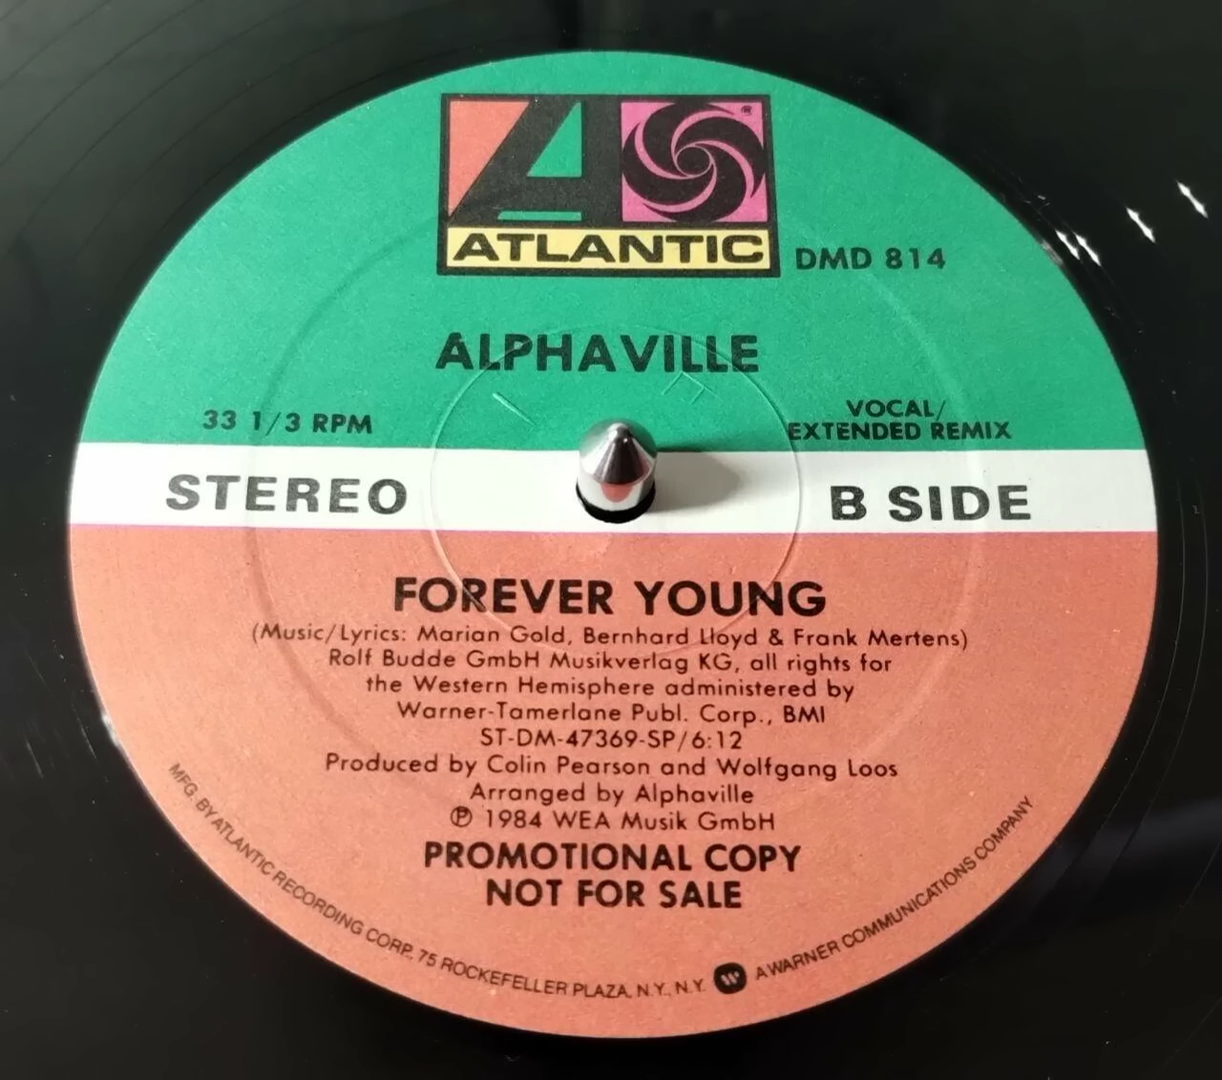 ATLANTIC
®
DMD 814
ALPHAVILLE
33 1/3 RPM
VOCAL/
EXTENDED REMIX
STEREO
B SIDE
FOREVER YOUNG
(Music/Lyrics: Marian Gold, Bernhard Lloyd & Frank Mertens)
Rolf Budde GmbH Musikverlag KG, all rights for
the Western Hemisphere administered by
Warner-Tamerlane Publ. Corp., BMI
ST-DM-47369-SP/6:12
Produced by Colin Pearson and Wolfgang Loos
Arranged by Alphaville
℗ 1984 WEA Musik GmbH
PROMOTIONAL COPY
NOT FOR SALE
MFG. BY ATLANTIC RECORDING CORP., 75 ROCKEFELLER PLAZA, N.Y., N.Y. A WARNER COMMUNICATIONS COMPANY